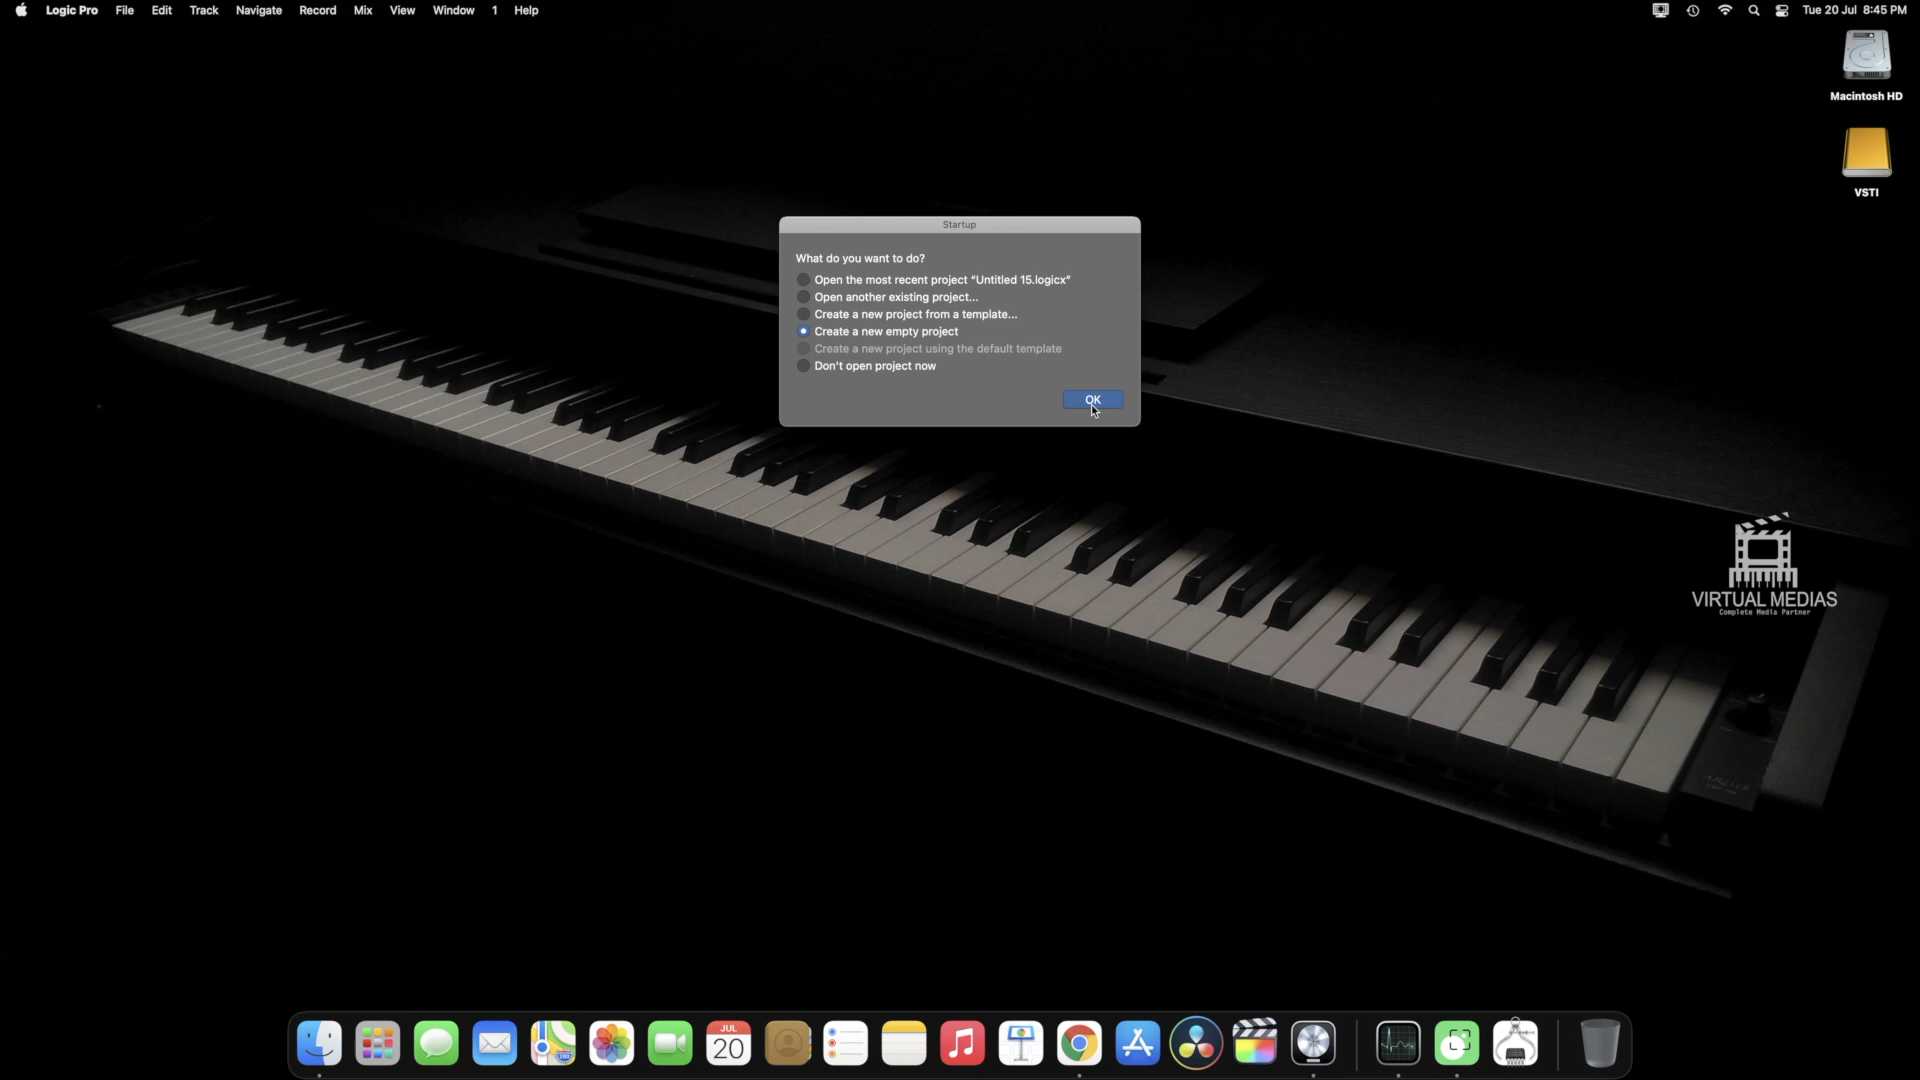 Logic Pro File Edit Track Navigate Record Mix View Window 1 Help
Tue 20 Jul 8:45 PM
Macintosh HD
VSTI
Startup
What do you want to do?
Open the most recent project “Untitled 15.logicx”
Open another existing project...
Create a new project from a template...
Create a new empty project
Create a new project using the default template
Don't open project now
OK
VIRTUAL MEDIAS
Complete Media Partner
JUL
20